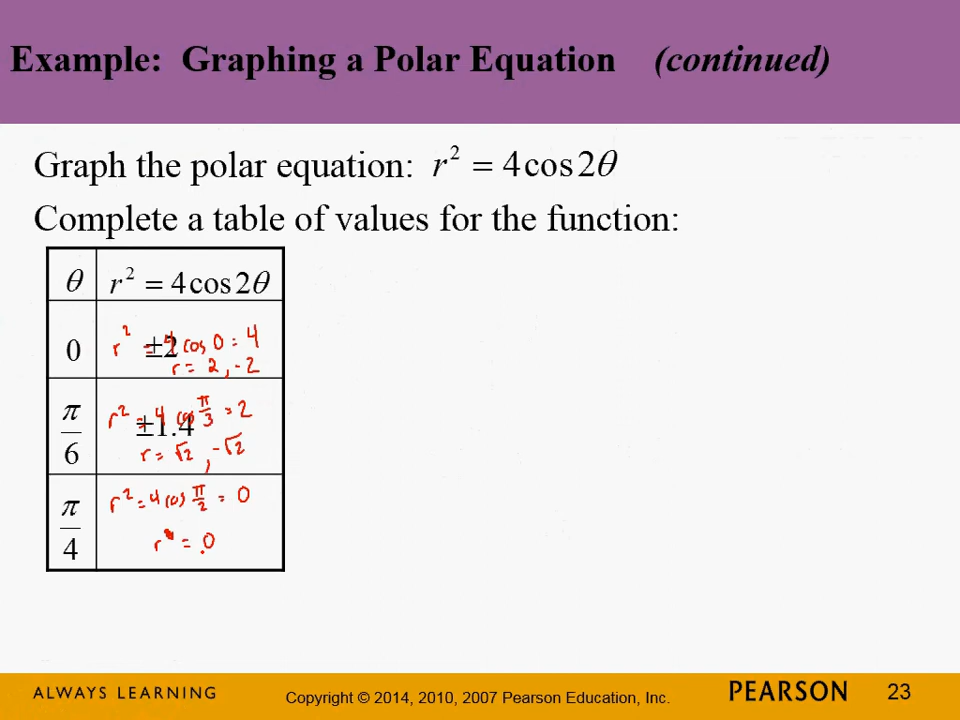 Example: Graphing a Polar Equation (continued)
Graph the polar equation: r² = 4cos2θ
Complete a table of values for the function:
θ r² = 4cos2θ
0 ±2
r² = 4 cos 0 = 4
r = 2, -2
π/6 ±1.4
r² = 4 cos π/3 = 2
r = √2, -√2
π/4 r² = 4 cos π/2 = 0
r = 0
ALWAYS LEARNING Copyright © 2014, 2010, 2007 Pearson Education, Inc. PEARSON 23